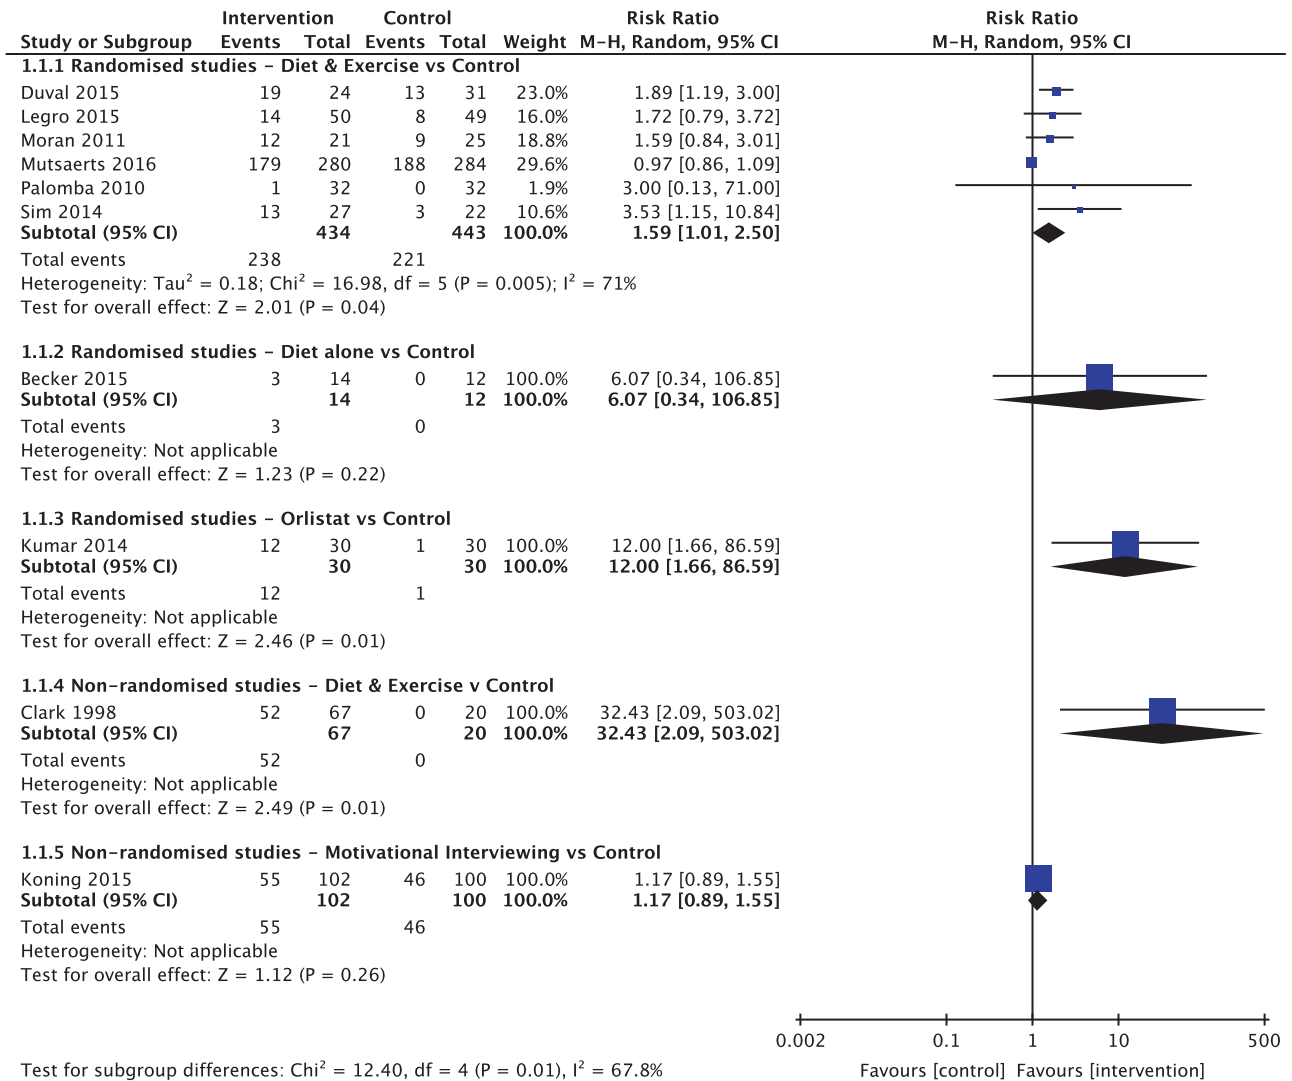 Intervention Control Risk Ratio Risk Ratio
Study or Subgroup Events Total Events Total Weight M-H, Random, 95% CI M-H, Random, 95% CI
1.1.1 Randomised studies – Diet & Exercise vs Control
Duval 2015 19 24 13 31 23.0% 1.89 [1.19, 3.00]
Legro 2015 14 50 8 49 16.0% 1.72 [0.79, 3.72]
Moran 2011 12 21 9 25 18.8% 1.59 [0.84, 3.01]
Mutsaerts 2016 179 280 188 284 29.6% 0.97 [0.86, 1.09]
Palomba 2010 1 32 0 32 1.9% 3.00 [0.13, 71.00]
Sim 2014 13 27 3 22 10.6% 3.53 [1.15, 10.84]
Subtotal (95% CI) 434 443 100.0% 1.59 [1.01, 2.50]
Total events 238 221
Heterogeneity: Tau² = 0.18; Chi² = 16.98, df = 5 (P = 0.005); I² = 71%
Test for overall effect: Z = 2.01 (P = 0.04)
1.1.2 Randomised studies – Diet alone vs Control
Becker 2015 3 14 0 12 100.0% 6.07 [0.34, 106.85]
Subtotal (95% CI) 14 12 100.0% 6.07 [0.34, 106.85]
Total events 3 0
Heterogeneity: Not applicable
Test for overall effect: Z = 1.23 (P = 0.22)
1.1.3 Randomised studies – Orlistat vs Control
Kumar 2014 12 30 1 30 100.0% 12.00 [1.66, 86.59]
Subtotal (95% CI) 30 30 100.0% 12.00 [1.66, 86.59]
Total events 12 1
Heterogeneity: Not applicable
Test for overall effect: Z = 2.46 (P = 0.01)
1.1.4 Non-randomised studies – Diet & Exercise v Control
Clark 1998 52 67 0 20 100.0% 32.43 [2.09, 503.02]
Subtotal (95% CI) 67 20 100.0% 32.43 [2.09, 503.02]
Total events 52 0
Heterogeneity: Not applicable
Test for overall effect: Z = 2.49 (P = 0.01)
1.1.5 Non-randomised studies – Motivational Interviewing vs Control
Koning 2015 55 102 46 100 100.0% 1.17 [0.89, 1.55]
Subtotal (95% CI) 102 100 100.0% 1.17 [0.89, 1.55]
Total events 55 46
Heterogeneity: Not applicable
Test for overall effect: Z = 1.12 (P = 0.26)
0.002 0.1 1 10 500
Test for subgroup differences: Chi² = 12.40, df = 4 (P = 0.01), I² = 67.8% Favours [control] Favours [intervention]